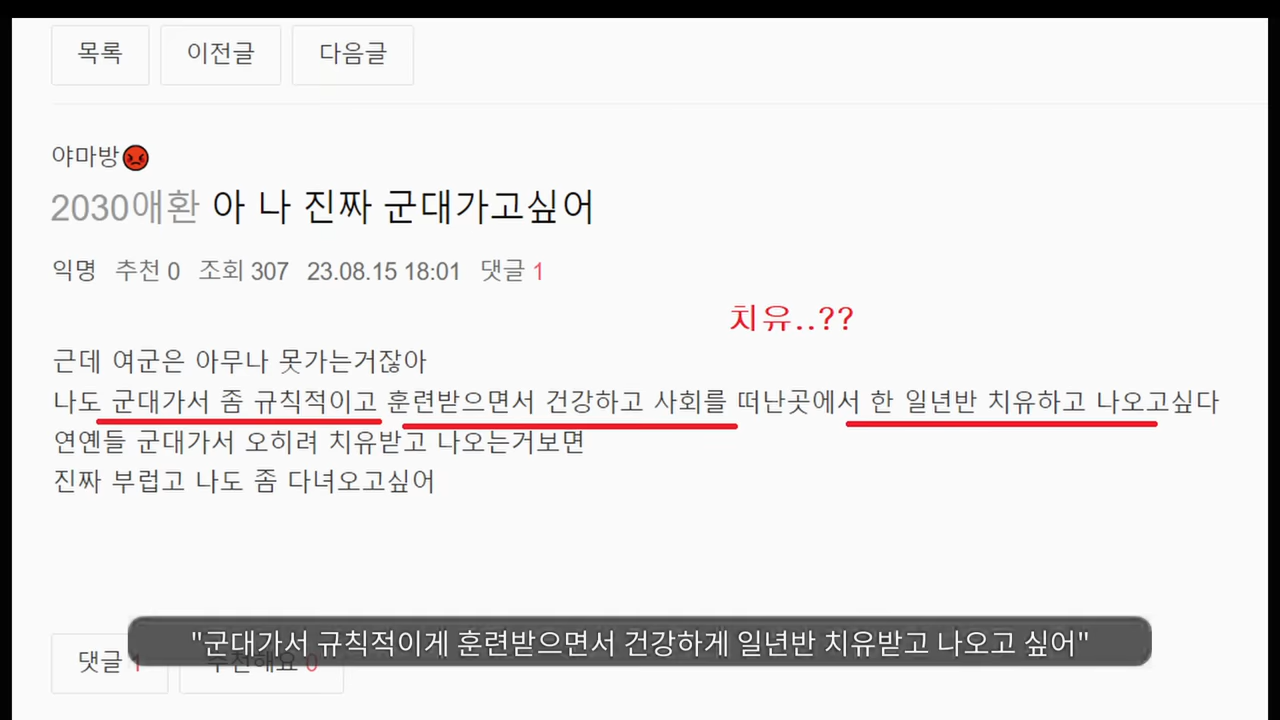 목록 이전글 다음글
야마방😡
2030애환 아 나 진짜 군대가고싶어
익명 추천 0 조회 307 23.08.15 18:01 댓글 1
치유..??
근데 여군은 아무나 못가는거잖아
나도 군대가서 좀 규칙적이고 훈련받으면서 건강하고 사회를 떠난곳에서 한 일년반 치유하고 나오고싶다
연옌들 군대가서 오히려 치유받고 나오는거보면
진짜 부럽고 나도 좀 다녀오고싶어
"군대가서 규칙적이게 훈련받으면서 건강하게 일년반 치유받고 나오고 싶어"
댓글 1 추천해요 0